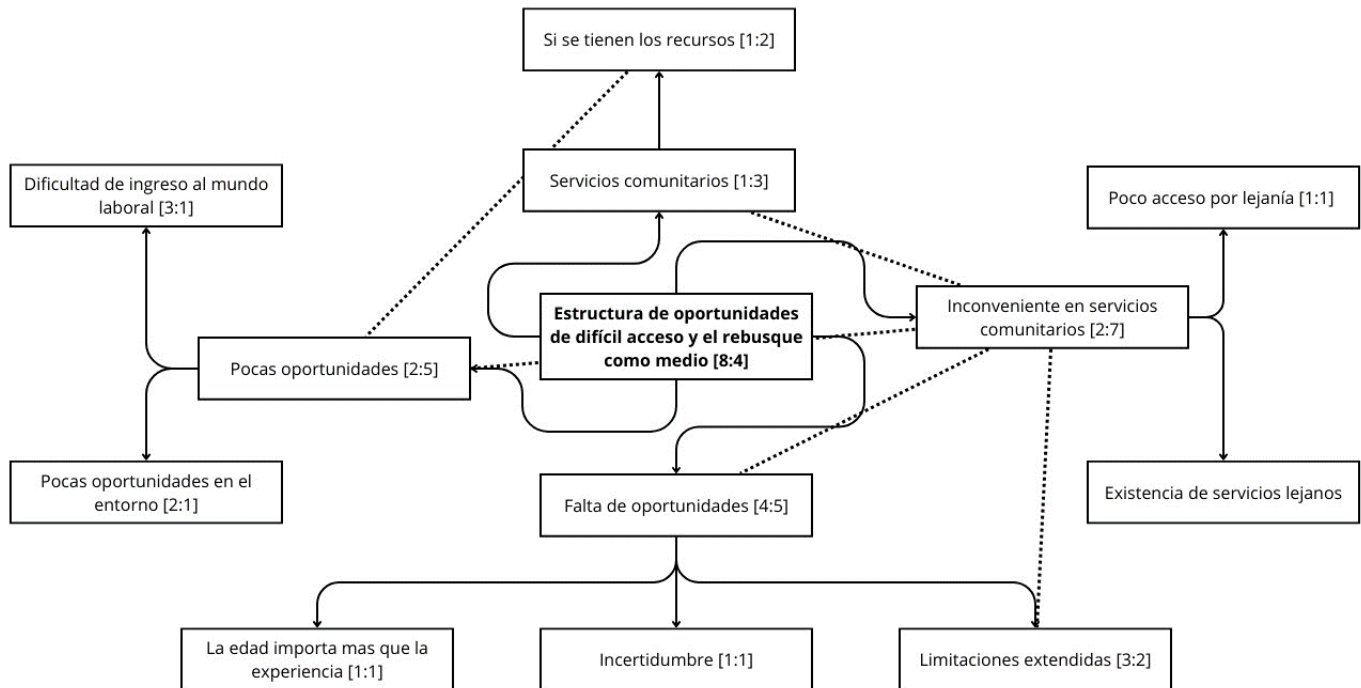 Si se tienen los recursos [1:2]
Servicios comunitarios [1:3]
Dificultad de ingreso al mundo
laboral [3:1]
Poco acceso por lejanía [1:1]
Estructura de oportunidades
de difícil acceso y el rebusque
como medio [8:4]
Inconveniente en servicios
comunitarios [2:7]
Pocas oportunidades [2:5]
Pocas oportunidades en el
entorno [2:1]
Falta de oportunidades [4:5]
Existencia de servicios lejanos
La edad importa mas que la
experiencia [1:1]
Incertidumbre [1:1]
Limitaciones extendidas [3:2]